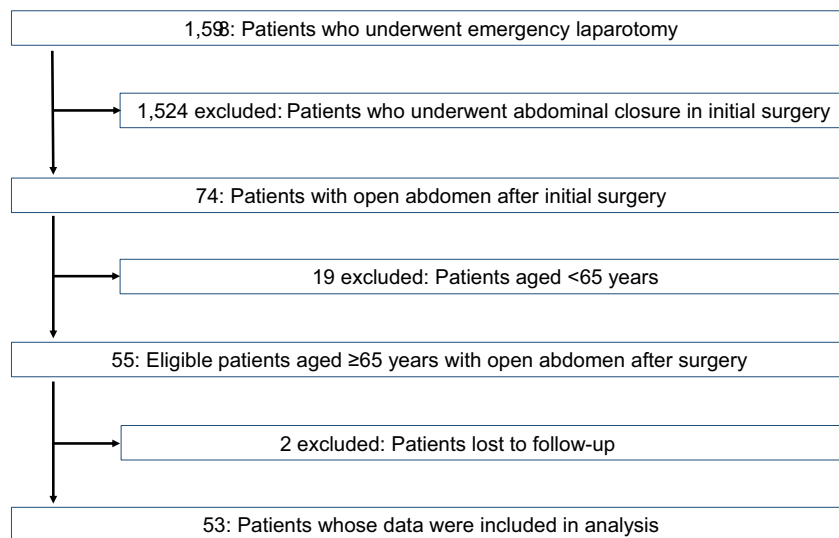 1,598: Patients who underwent emergency laparotomy
1,524 excluded: Patients who underwent abdominal closure in initial surgery
74: Patients with open abdomen after initial surgery
19 excluded: Patients aged <65 years
55: Eligible patients aged ≥65 years with open abdomen after surgery
2 excluded: Patients lost to follow-up
53: Patients whose data were included in analysis